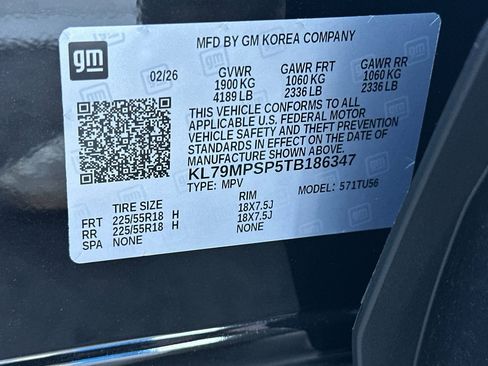 gm
MFD BY GM KOREA COMPANY
02/26 GVWR GAWR FRT GAWR RR
1900 KG 1060 KG 1060 KG
4189 LB 2336 LB 2336 LB
THIS VEHICLE CONFORMS TO ALL
APPLICABLE U.S. FEDERAL MOTOR
VEHICLE SAFETY AND THEFT PREVENTION
STANDARDS IN EFFECT ON THE DATE OF
MANUFACTURE SHOWN ABOVE.
KL79MPSP5TB186347
TYPE: MPV MODEL: 571TU56
TIRE SIZE RIM
FRT 225/55R18 H 18X7.5J
RR 225/55R18 H 18X7.5J
SPA NONE NONE